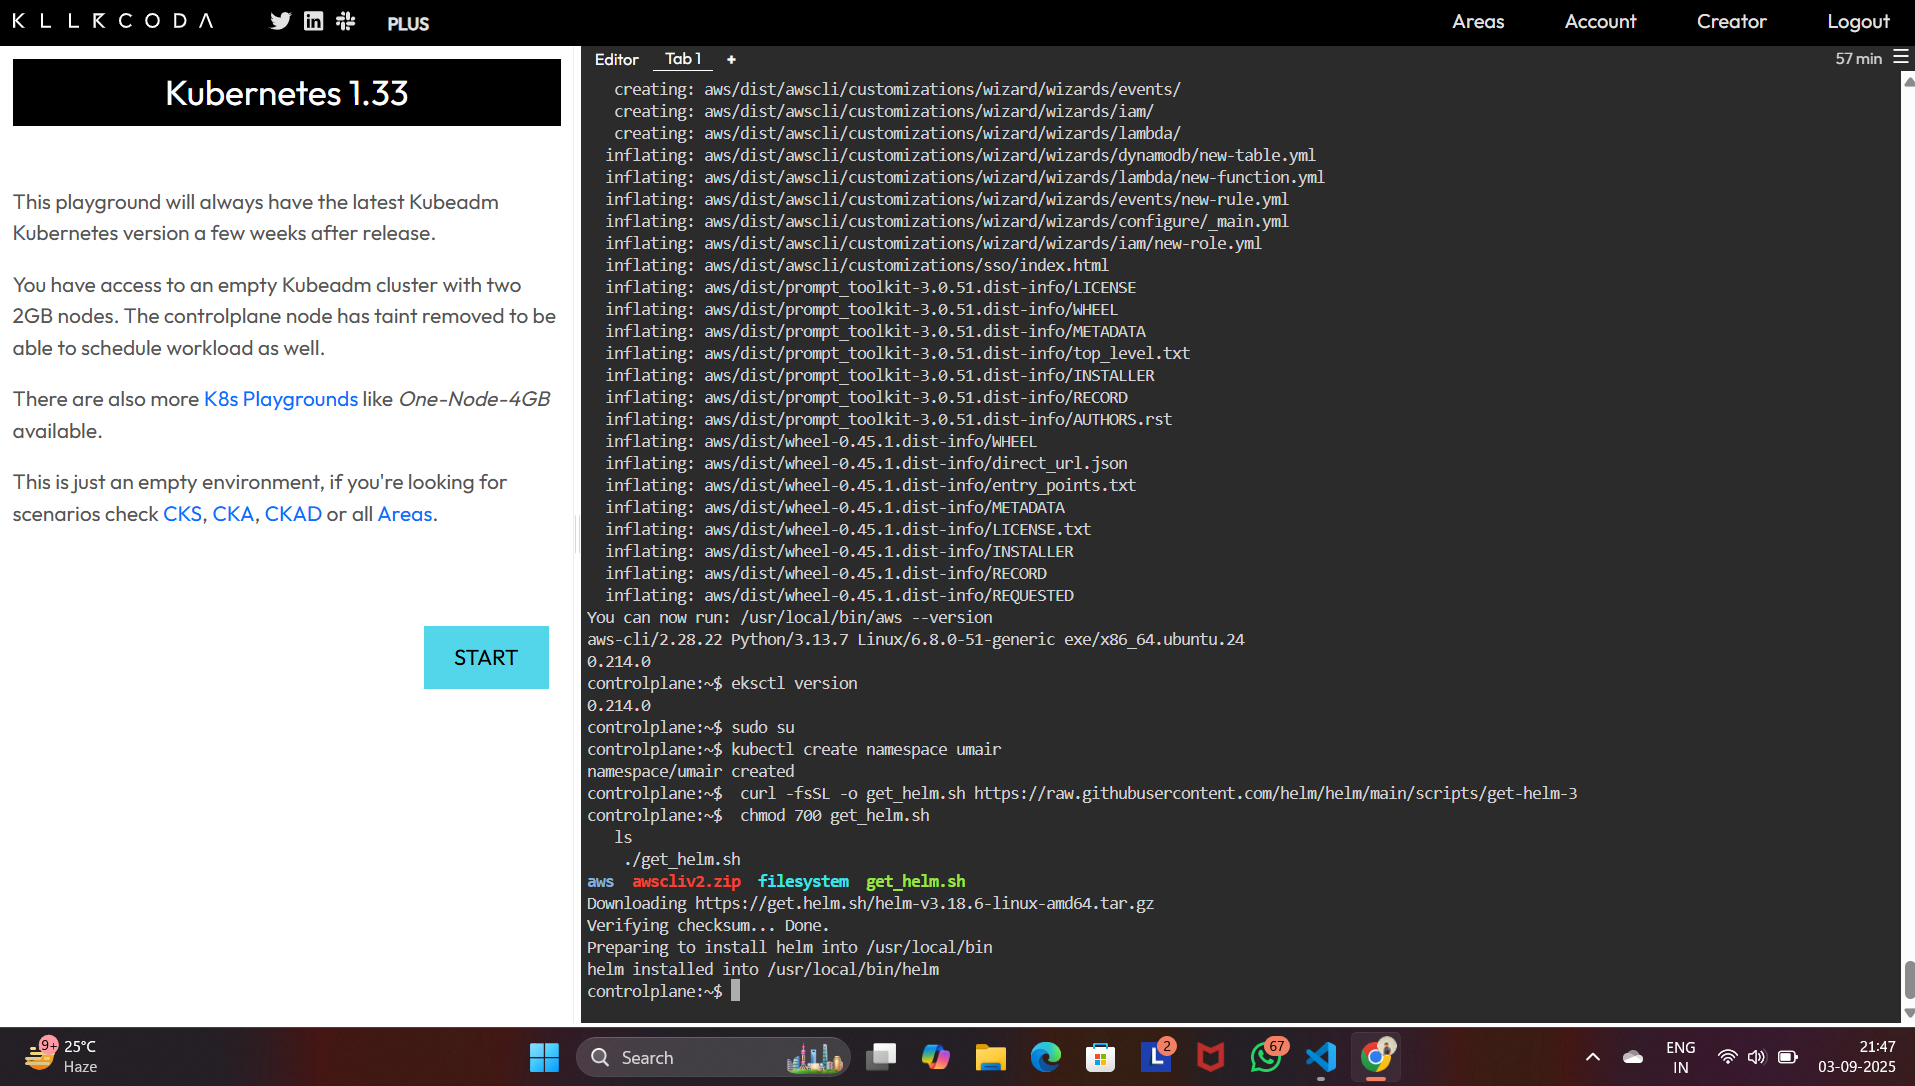 KILLERCODA
PLUS
Areas
Account
Creator
Logout
Kubernetes 1.33
This playground will always have the latest Kubeadm
Kubernetes version a few weeks after release.
You have access to an empty Kubeadm cluster with two
2GB nodes. The controlplane node has taint removed to be
able to schedule workload as well.
There are also more K8s Playgrounds like One-Node-4GB
available.
This is just an empty environment, if you're looking for
scenarios check CKS, CKA, CKAD or all Areas.
START
Editor
Tab 1
+
57 min
creating: aws/dist/awscli/customizations/wizard/wizards/events/
creating: aws/dist/awscli/customizations/wizard/wizards/iam/
creating: aws/dist/awscli/customizations/wizard/wizards/lambda/
inflating: aws/dist/awscli/customizations/wizard/wizards/dynamodb/new-table.yml
inflating: aws/dist/awscli/customizations/wizard/wizards/lambda/new-function.yml
inflating: aws/dist/awscli/customizations/wizard/wizards/events/new-rule.yml
inflating: aws/dist/awscli/customizations/wizard/wizards/configure/_main.yml
inflating: aws/dist/awscli/customizations/wizard/wizards/iam/new-role.yml
inflating: aws/dist/awscli/customizations/sso/index.html
inflating: aws/dist/prompt_toolkit-3.0.51.dist-info/LICENSE
inflating: aws/dist/prompt_toolkit-3.0.51.dist-info/WHEEL
inflating: aws/dist/prompt_toolkit-3.0.51.dist-info/METADATA
inflating: aws/dist/prompt_toolkit-3.0.51.dist-info/top_level.txt
inflating: aws/dist/prompt_toolkit-3.0.51.dist-info/INSTALLER
inflating: aws/dist/prompt_toolkit-3.0.51.dist-info/RECORD
inflating: aws/dist/prompt_toolkit-3.0.51.dist-info/AUTHORS.rst
inflating: aws/dist/wheel-0.45.1.dist-info/WHEEL
inflating: aws/dist/wheel-0.45.1.dist-info/direct_url.json
inflating: aws/dist/wheel-0.45.1.dist-info/entry_points.txt
inflating: aws/dist/wheel-0.45.1.dist-info/METADATA
inflating: aws/dist/wheel-0.45.1.dist-info/LICENSE.txt
inflating: aws/dist/wheel-0.45.1.dist-info/INSTALLER
inflating: aws/dist/wheel-0.45.1.dist-info/RECORD
inflating: aws/dist/wheel-0.45.1.dist-info/REQUESTED
You can now run: /usr/local/bin/aws --version
aws-cli/2.28.22 Python/3.13.7 Linux/6.8.0-51-generic exe/x86_64.ubuntu.24
0.214.0
controlplane:~$ eksctl version
0.214.0
controlplane:~$ sudo su
controlplane:~$ kubectl create namespace umair
namespace/umair created
controlplane:~$  curl -fsSL -o get_helm.sh https://raw.githubusercontent.com/helm/helm/main/scripts/get-helm-3
controlplane:~$  chmod 700 get_helm.sh
ls
./get_helm.sh
aws  awscliv2.zip  filesystem  get_helm.sh
Downloading https://get.helm.sh/helm-v3.18.6-linux-amd64.tar.gz
Verifying checksum... Done.
Preparing to install helm into /usr/local/bin
helm installed into /usr/local/bin/helm
controlplane:~$
9+
25°C
Haze
Search
L
2
67
ENG
IN
21:47
03-09-2025